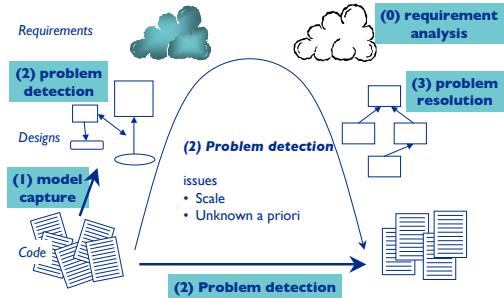 Requirements
(0) requirement
analysis
(2) problem
detection
(3) problem
resolution
Designs
(2) Problem detection
issues
• Scale
• Unknown a priori
(1) model
capture
Code
(2) Problem detection